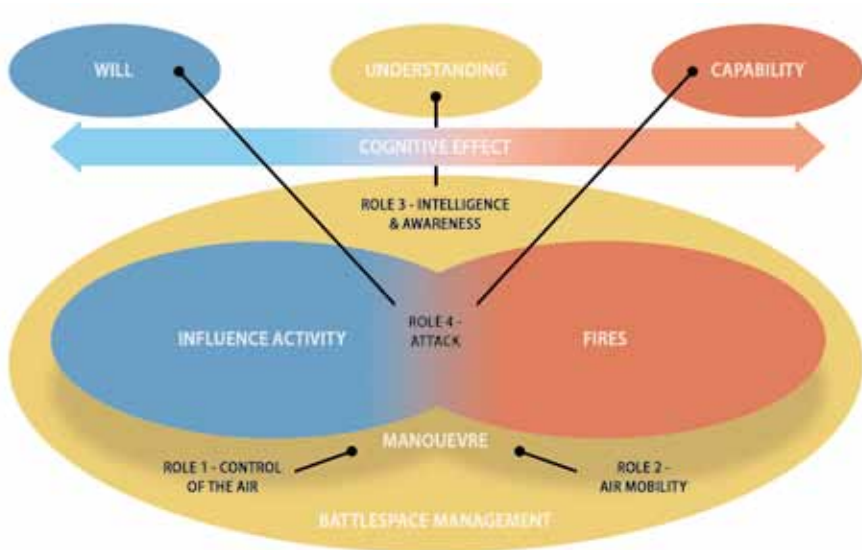 WILL
UNDERSTANDING
CAPABILITY
COGNITIVE EFFECT
ROLE 3 - INTELLIGENCE
& AWARENESS
INFLUENCE ACTIVITY
ROLE 4 -
ATTACK
FIRES
MANOUEVRE
ROLE 1 - CONTROL
OF THE AIR
ROLE 2 -
AIR MOBILITY
BATTLESPACE MANAGEMENT